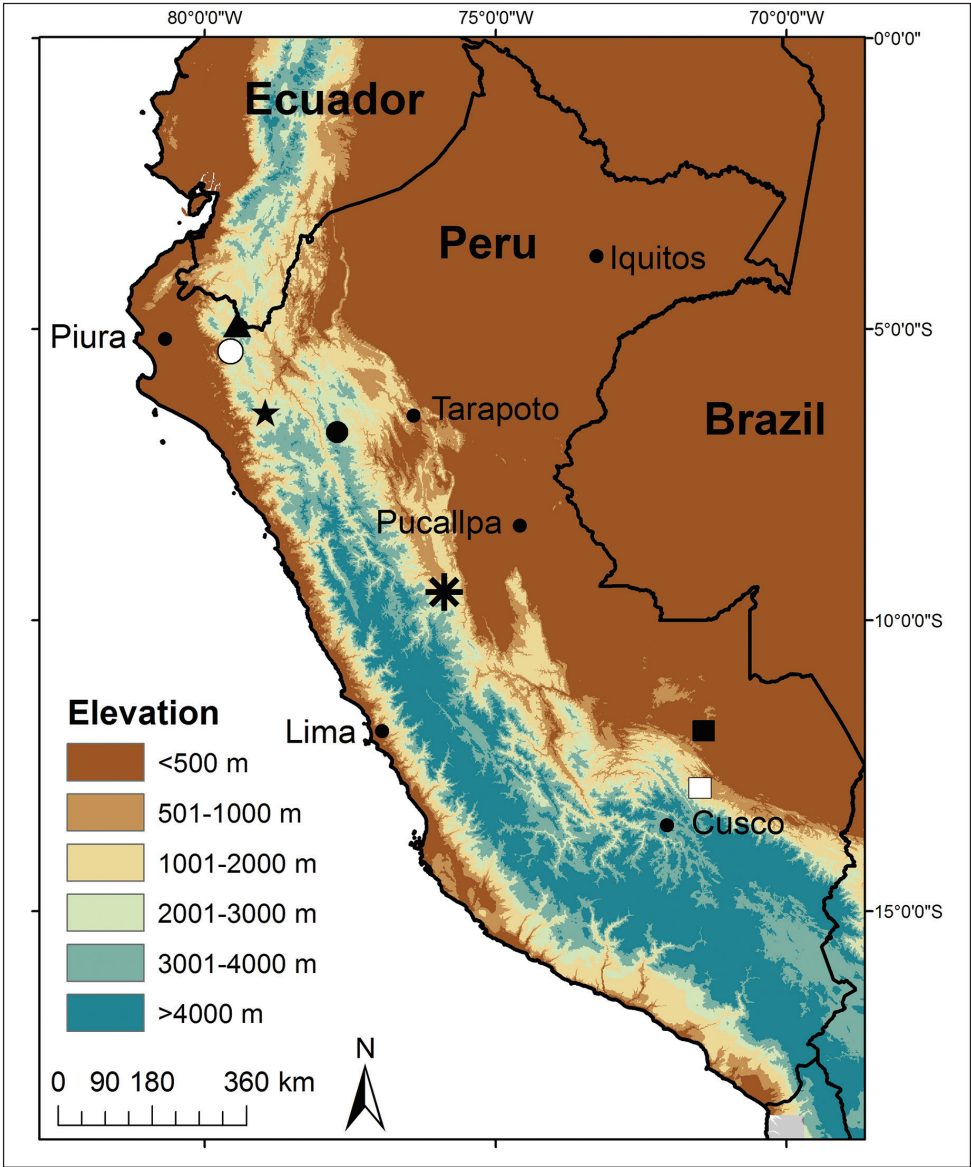 80°0'0"W 75°0'0"W 70°0'0"W
0°0'0"
Ecuador
Peru
Iquitos
Piura
5°0'0"S
Tarapoto
Brazil
Pucallpa
10°0'0"S
Elevation
Lima
<500 m
501-1000 m
Cusco
1001-2000 m
2001-3000 m
15°0'0"S
3001-4000 m
>4000 m
N
0 90 180 360 km